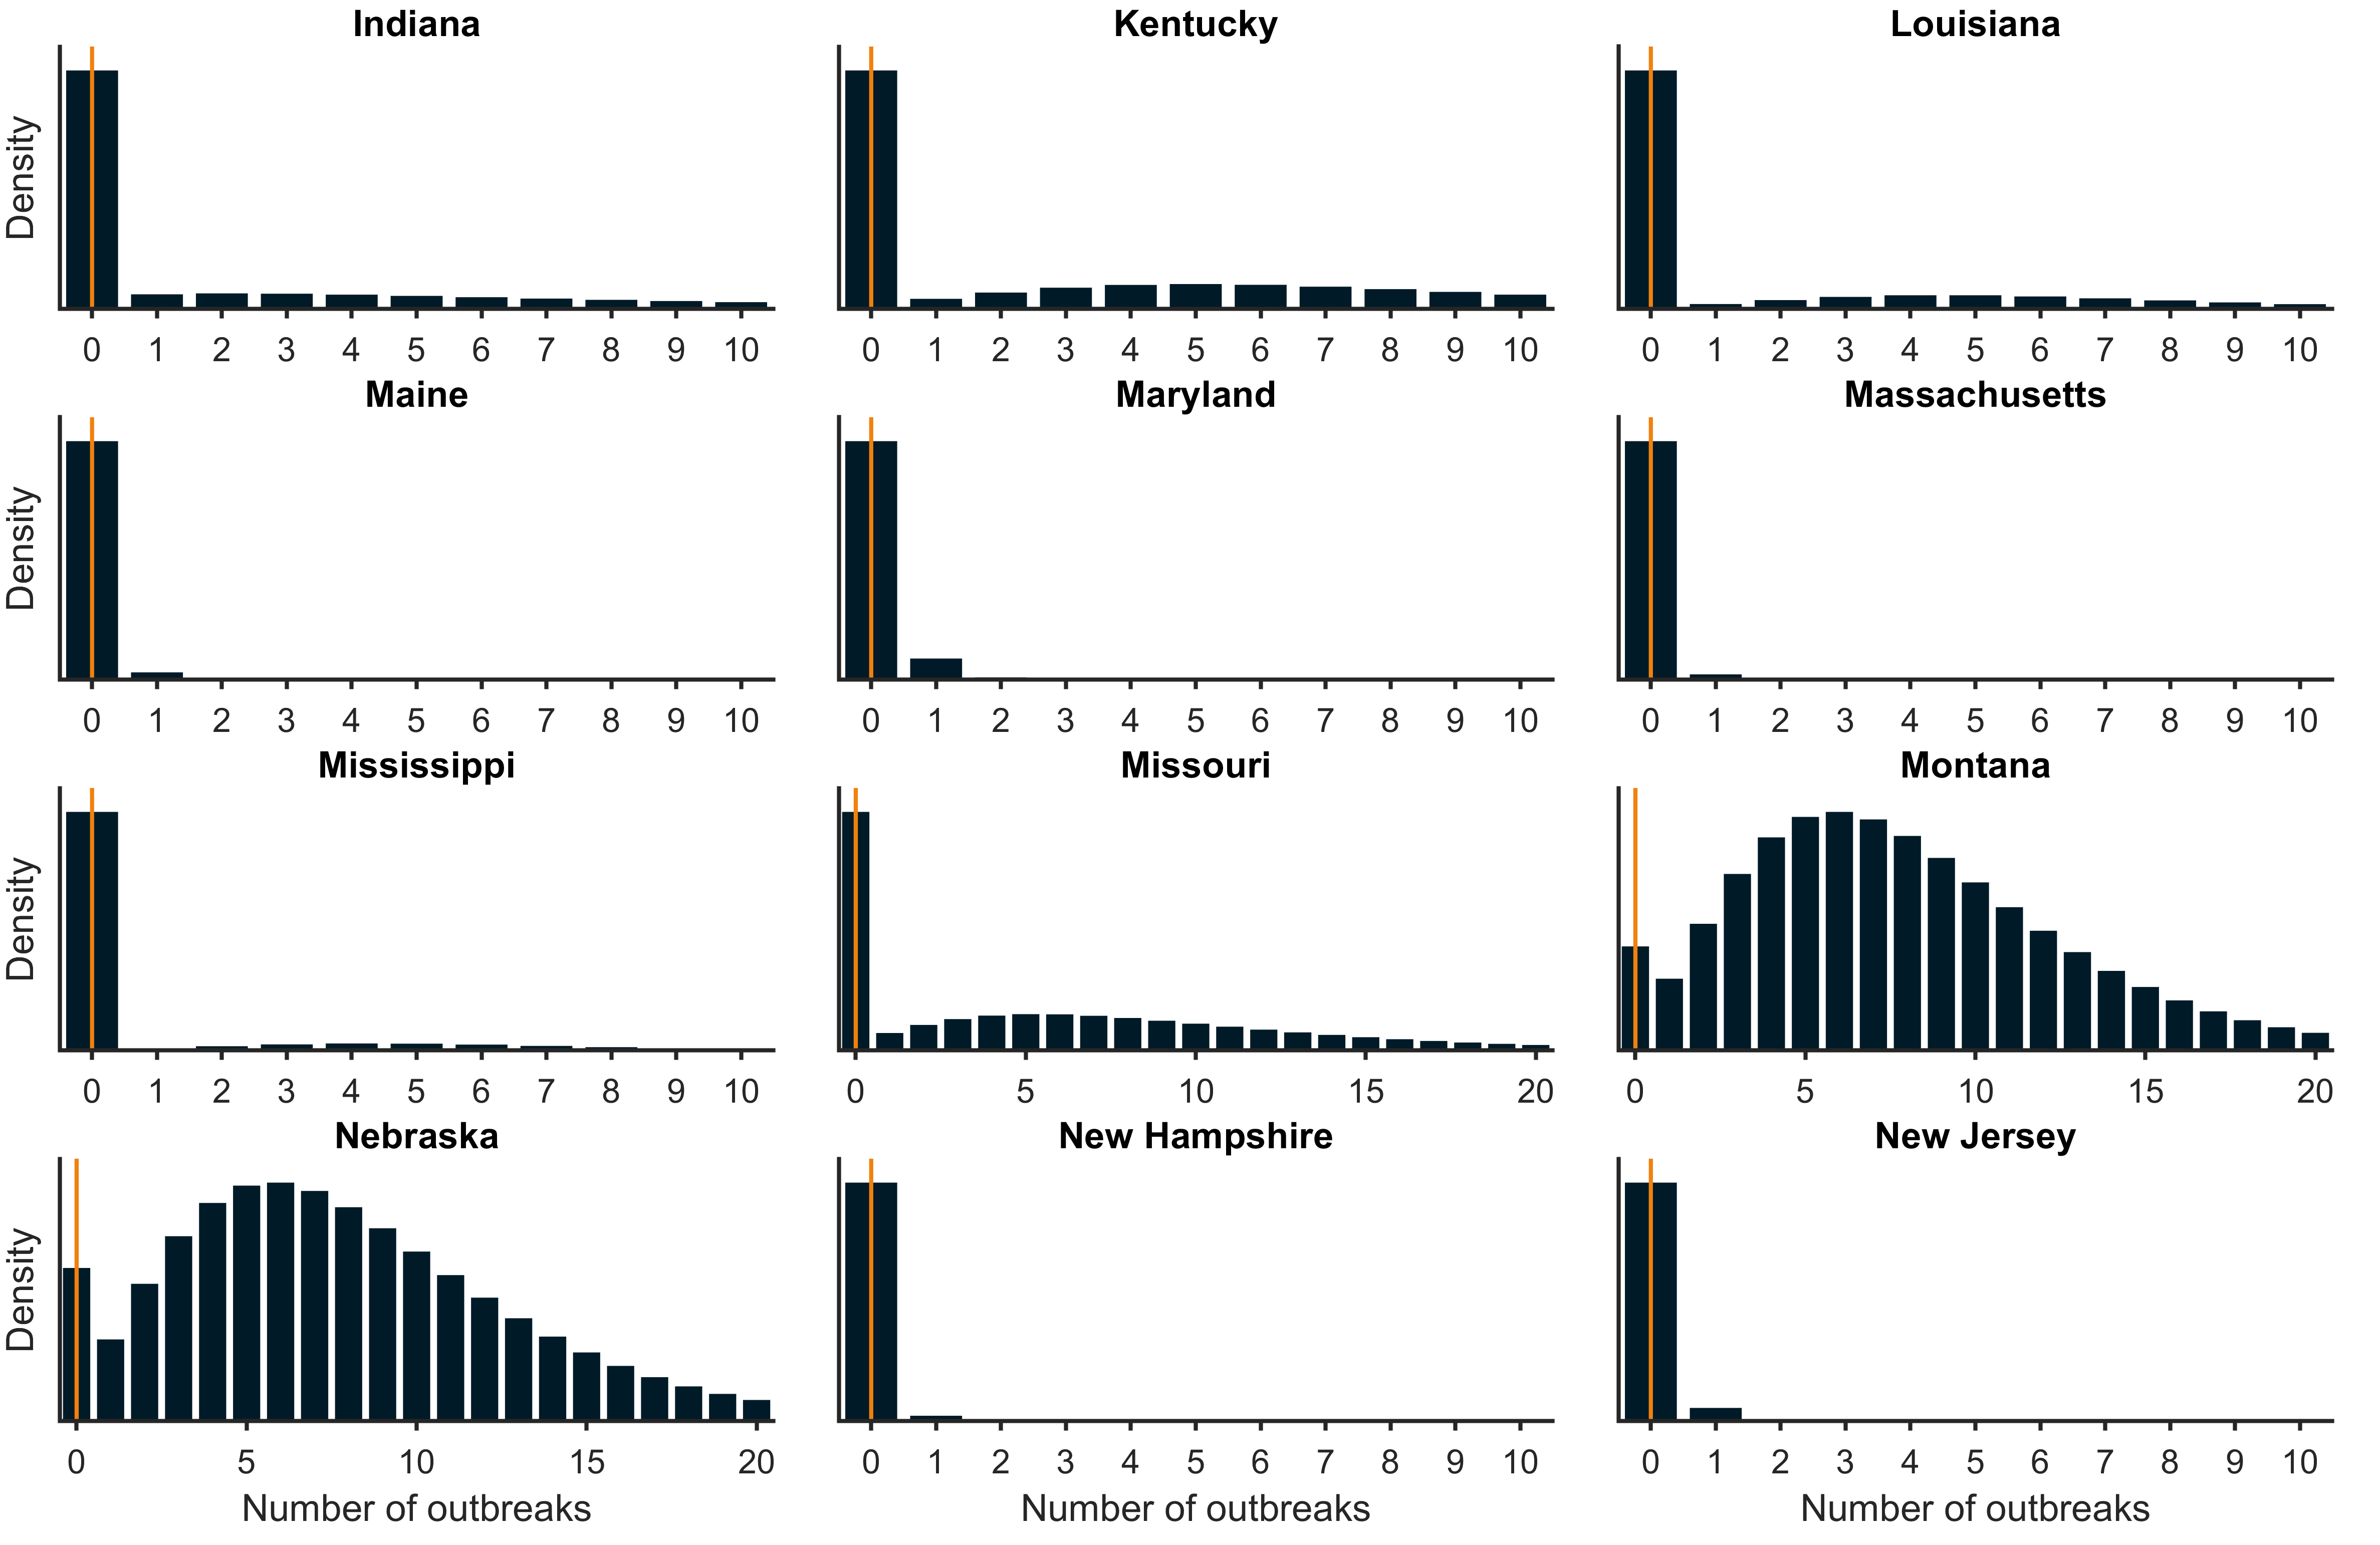 Indiana
Kentucky
Louisiana
Density
0 1 2 3 4 5 6 7 8 9 10
0 1 2 3 4 5 6 7 8 9 10
0 1 2 3 4 5 6 7 8 9 10
Maine
Maryland
Massachusetts
Density
0 1 2 3 4 5 6 7 8 9 10
0 1 2 3 4 5 6 7 8 9 10
0 1 2 3 4 5 6 7 8 9 10
Mississippi
Missouri
Montana
Density
0 1 2 3 4 5 6 7 8 9 10
0 5 10 15 20
0 5 10 15 20
Nebraska
New Hampshire
New Jersey
Density
0 5 10 15 20
0 1 2 3 4 5 6 7 8 9 10
0 1 2 3 4 5 6 7 8 9 10
Number of outbreaks
Number of outbreaks
Number of outbreaks